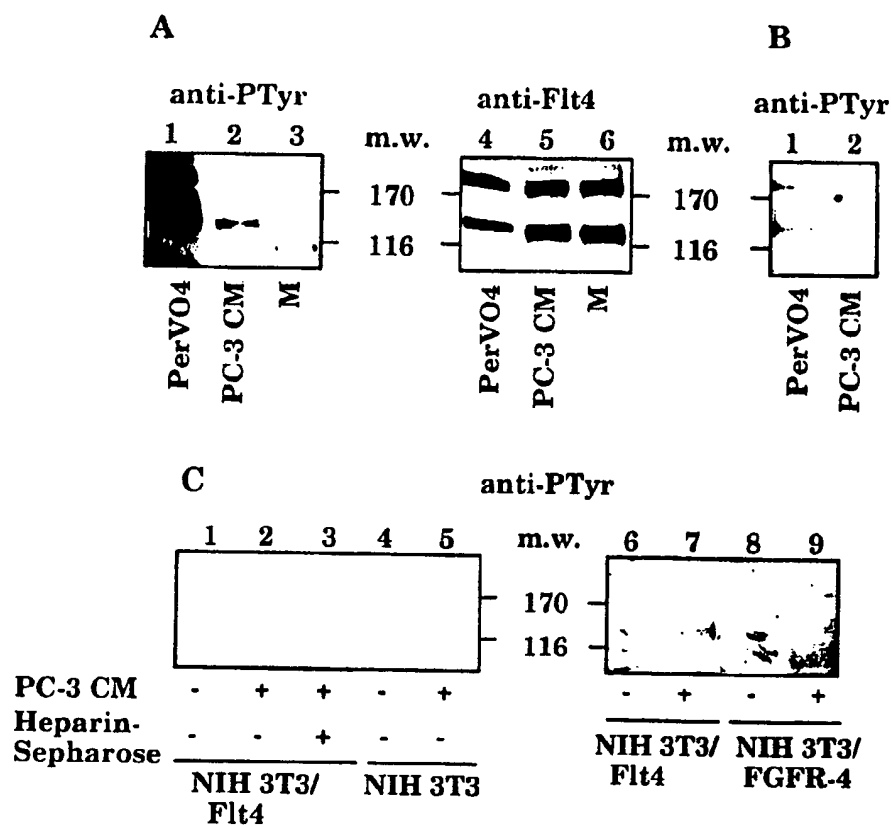 A
B
anti-PTyr
anti-Flt4
anti-PTyr
1 2 3 m.w. 4 5 6 m.w. 1 2
170 170
116 116
PerVO4
PC-3 CM
M
PerVO4
PC-3 CM
M
PerVO4
PC-3 CM
C
anti-PTyr
1 2 3 4 5 m.w. 6 7 8 9
170
116
PC-3 CM - + + - + - + - +
Heparin-
Sepharose - - + - -
NIH 3T3/
Flt4
NIH 3T3
NIH 3T3/
Flt4
NIH 3T3/
FGFR-4